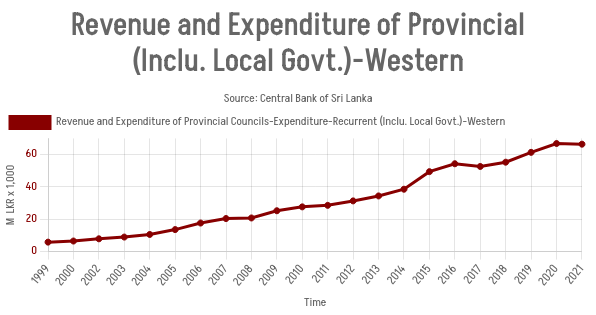 Revenue and Expenditure of Provincial
(Inclu. Local Govt.)-Western
Source: Central Bank of Sri Lanka
Revenue and Expenditure of Provincial Councils-Expenditure-Recurrent (Inclu. Local Govt.)-Western
M LKR x 1,000
60
40
20
0
1999 2000 2002 2003 2004 2005 2006 2007 2008 2009 2010 2011 2012 2013 2014 2015 2016 2017 2018 2019 2020 2021
Time